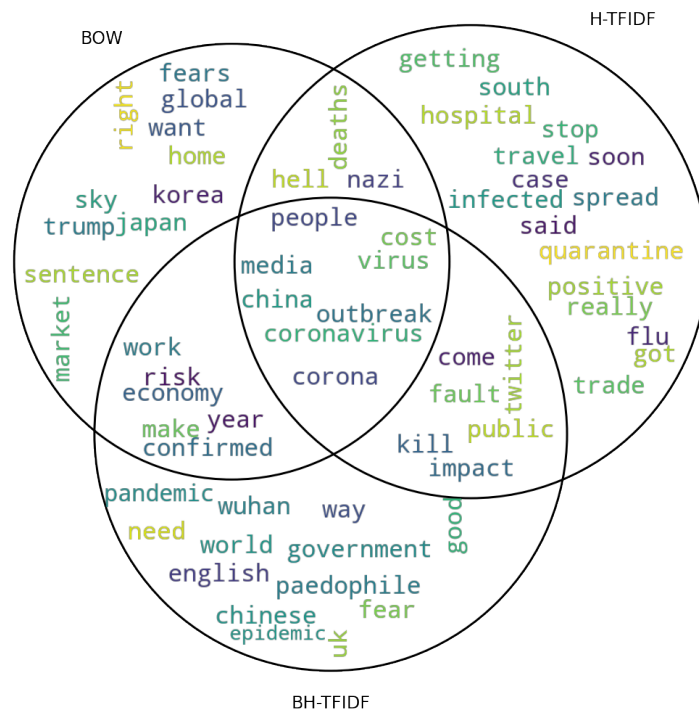 H-TFIDF
BOW
getting
fears
south
right
global
deaths
hospital
want
stop
home
travel
soon
hell
nazi
case
korea
infected
spread
sky
people
said
trump
japan
cost
quarantine
media
virus
sentence
positive
china
really
outbreak
market
coronavirus
flu
work
come
twitter
got
risk
corona
trade
economy
fault
year
make
public
confirmed
kill
impact
pandemic
wuhan
way
good
need
world
government
english
paedophile
fear
chinese
epidemic
uk
BH-TFIDF